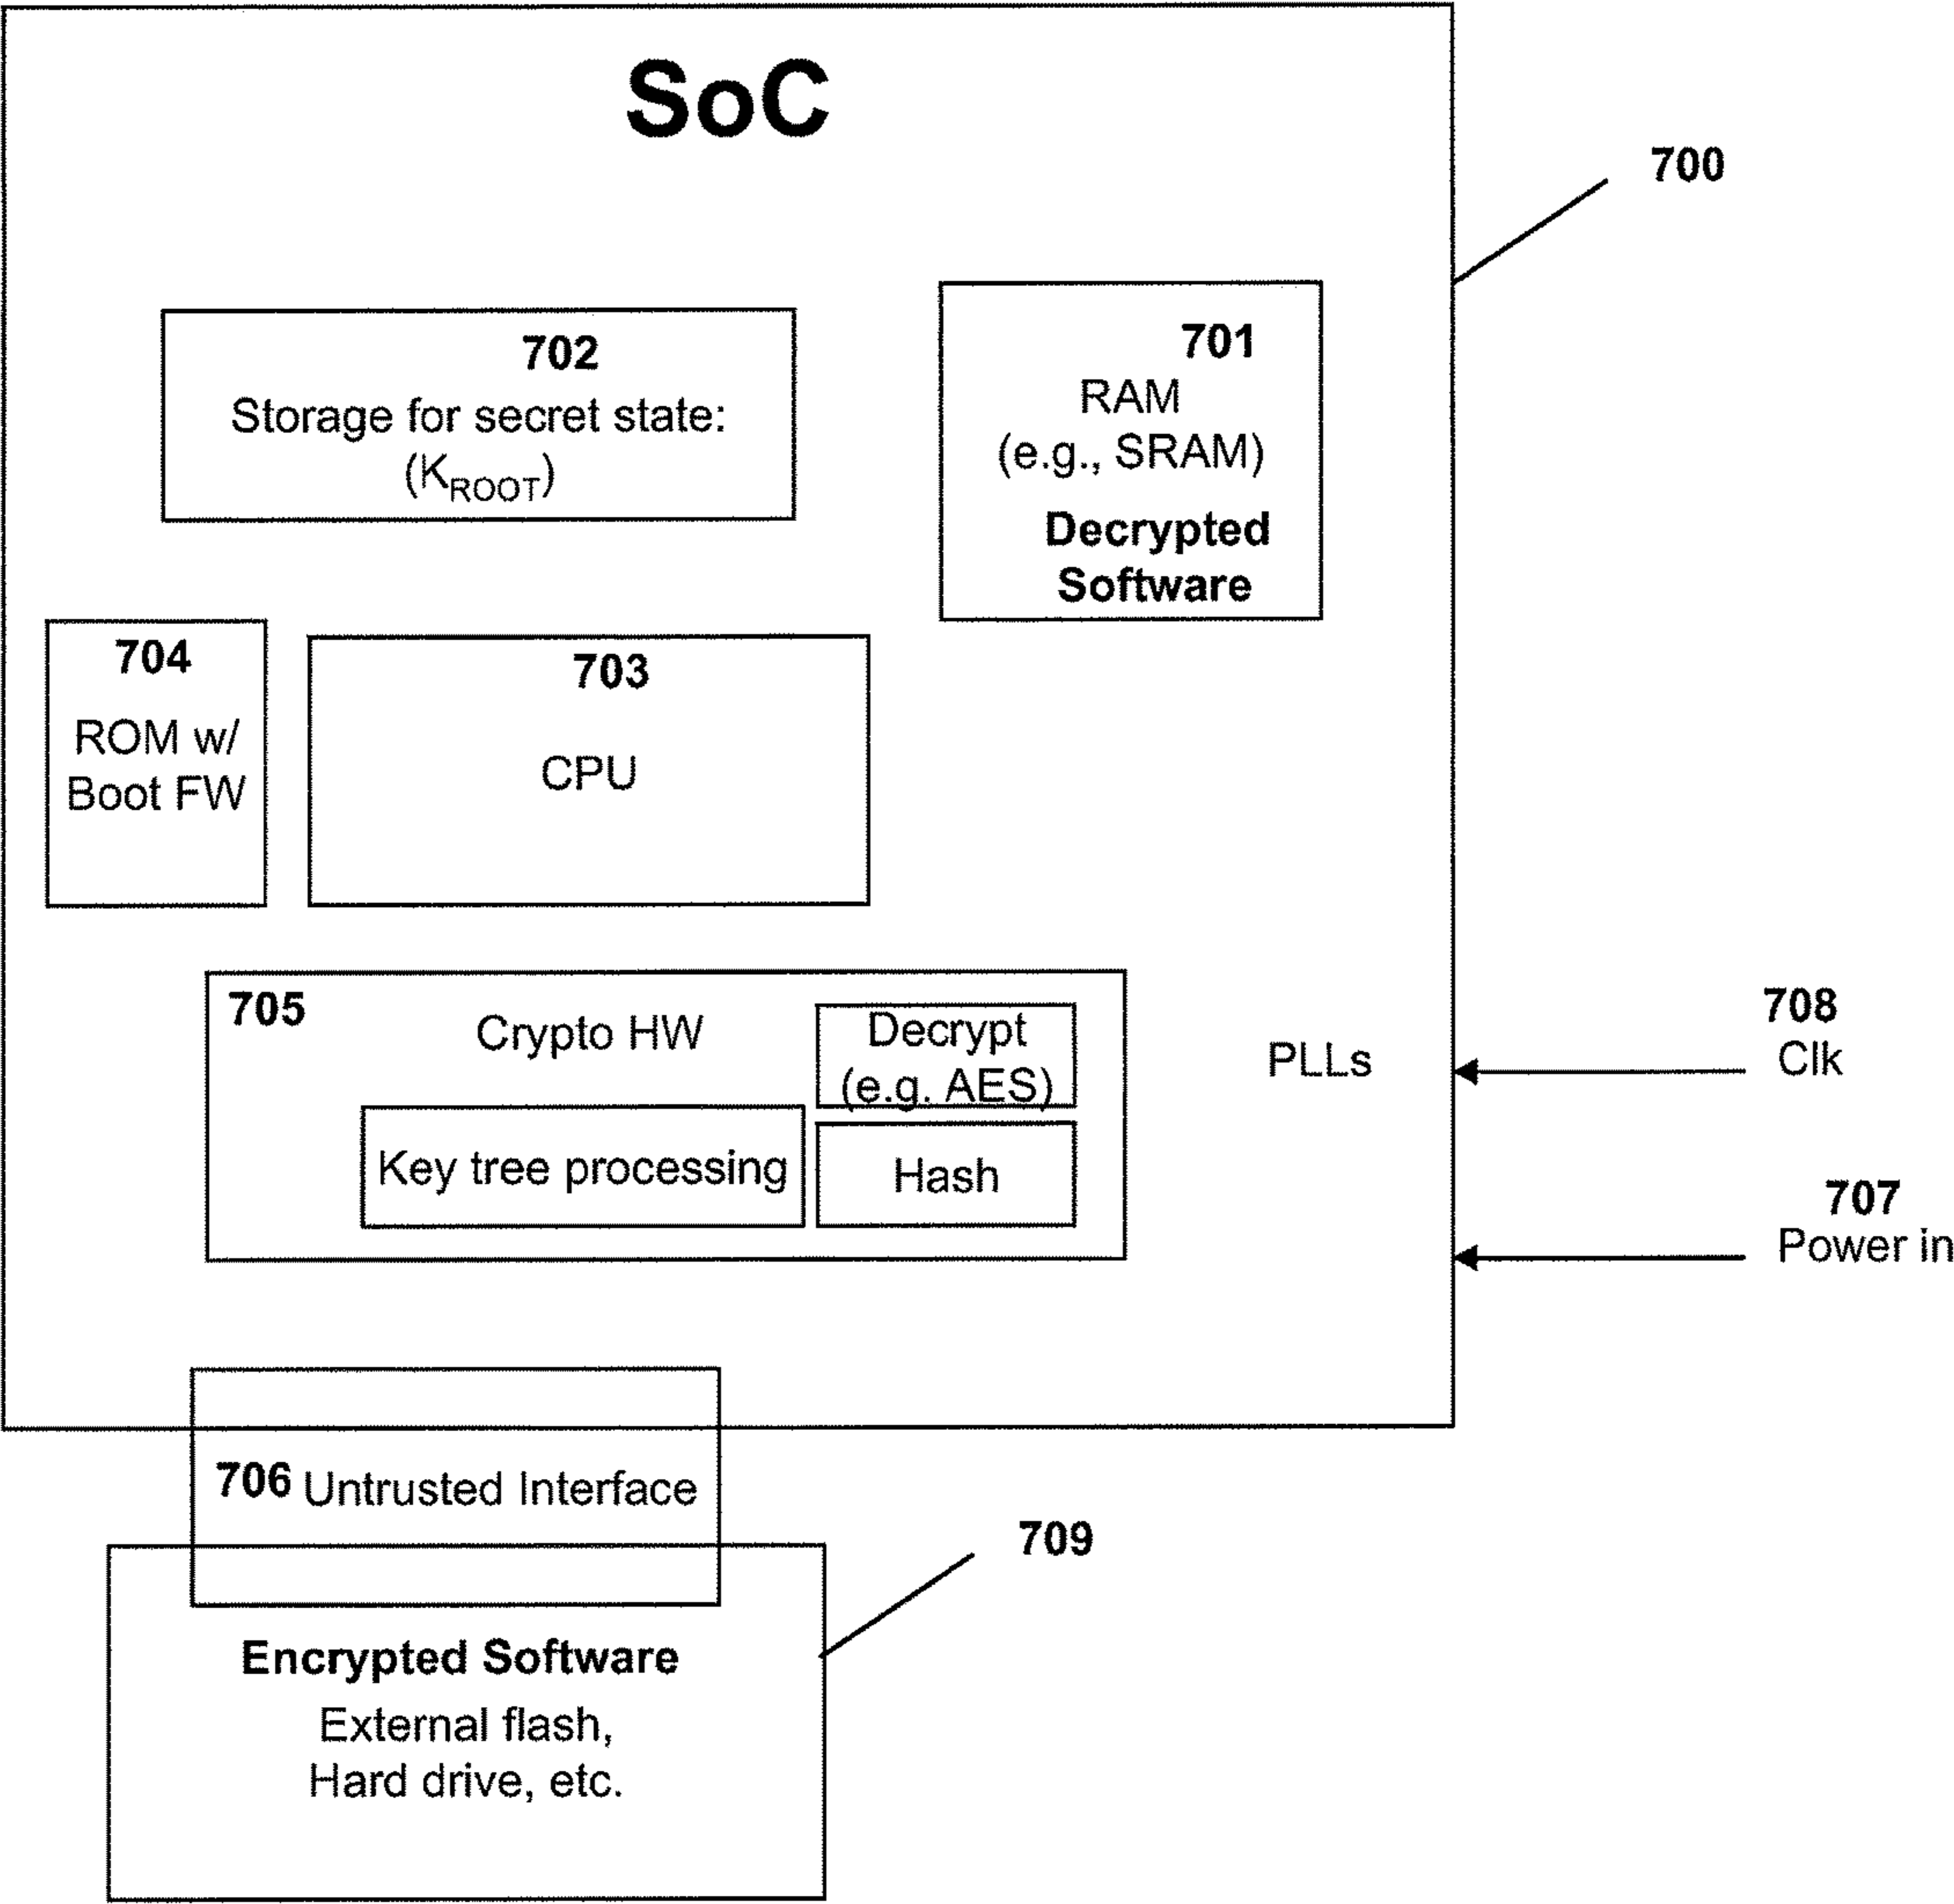 SoC
700
702
Storage for secret state:
(KROOT)
701
RAM
(e.g., SRAM)
Decrypted
Software
704
ROM w/
Boot FW
703
CPU
705
Crypto HW
Decrypt
(e.g. AES)
Key tree processing
Hash
PLLs
708
Clk
707
Power in
706 Untrusted Interface
709
Encrypted Software
External flash,
Hard drive, etc.